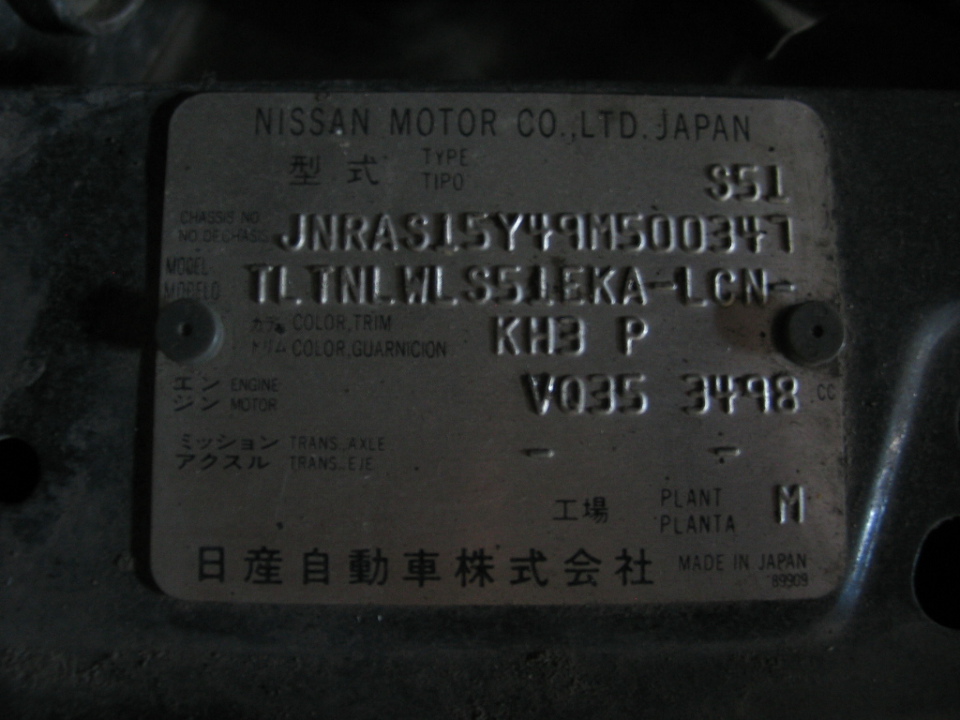 NISSAN MOTOR CO.,LTD. JAPAN
型式 TYPE TIPO S51
CHASSIS NO. NO. DE CHASIS JNRAS15Y49M500347
MODEL MODELO TLTNLWLS51EKA-LCN-
カラー COLOR,TRIM
トリム COLOR,GUARNICION KH3 P
エンジン ENGINE MOTOR VQ35 3498 CC
ミッション TRANS.,AXLE
アクスル TRANS.,EJE - -
工場 PLANT PLANTA M
日産自動車株式会社 MADE IN JAPAN
89909